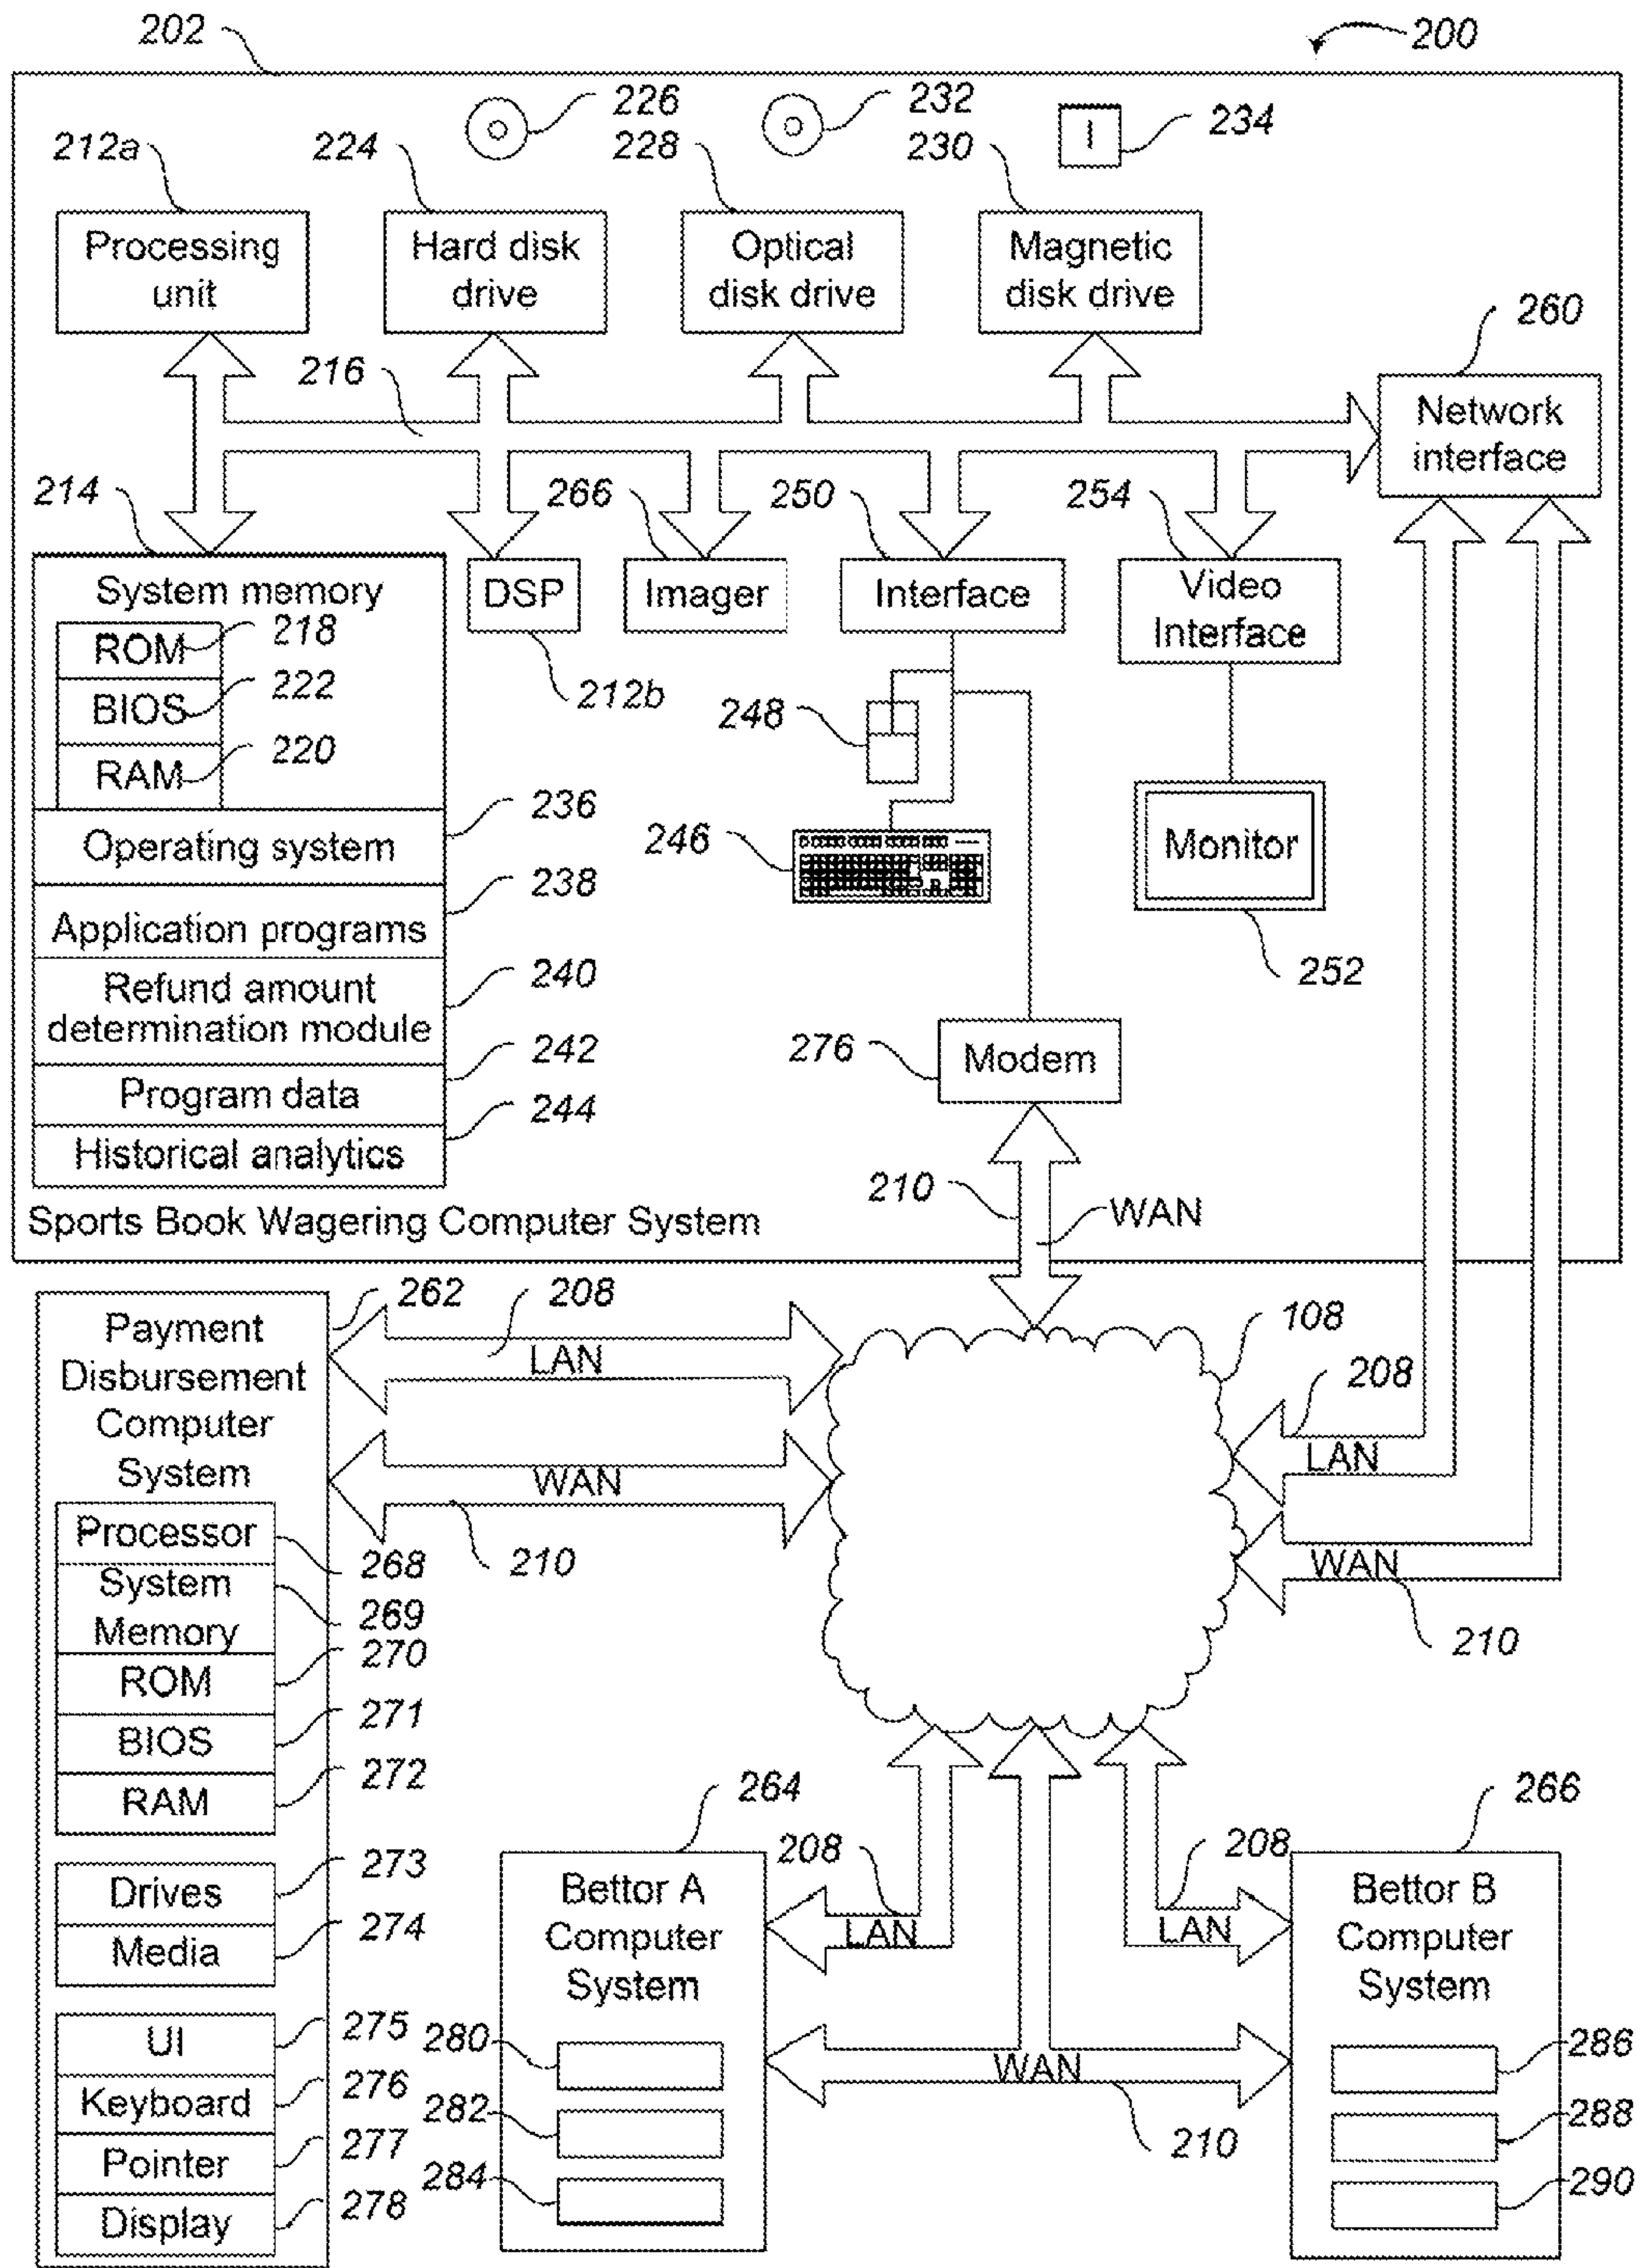 202
200
226
232
234
212a
224
228
230
Processing
unit
Hard disk
drive
Optical
disk drive
Magnetic
disk drive
260
216
Network
interface
214
266
250
254
System memory
ROM
218
BIOS
222
RAM
220
DSP
Imager
Interface
Video
Interface
212b
248
236
Operating system
246
Monitor
238
Application programs
252
240
Refund amount
determination module
276
Modem
242
Program data
244
Historical analytics
210
WAN
Sports Book Wagering Computer System
262
208
108
Payment
Disbursement
Computer
System
LAN
208
LAN
WAN
210
WAN
210
Processor
268
System
Memory
269
270
ROM
271
BIOS
272
RAM
264
266
208
208
273
Drives
274
Media
Bettor A
Computer
System
LAN
LAN
Bettor B
Computer
System
275
UI
276
Keyboard
277
Pointer
278
Display
280
282
284
WAN
210
286
288
290